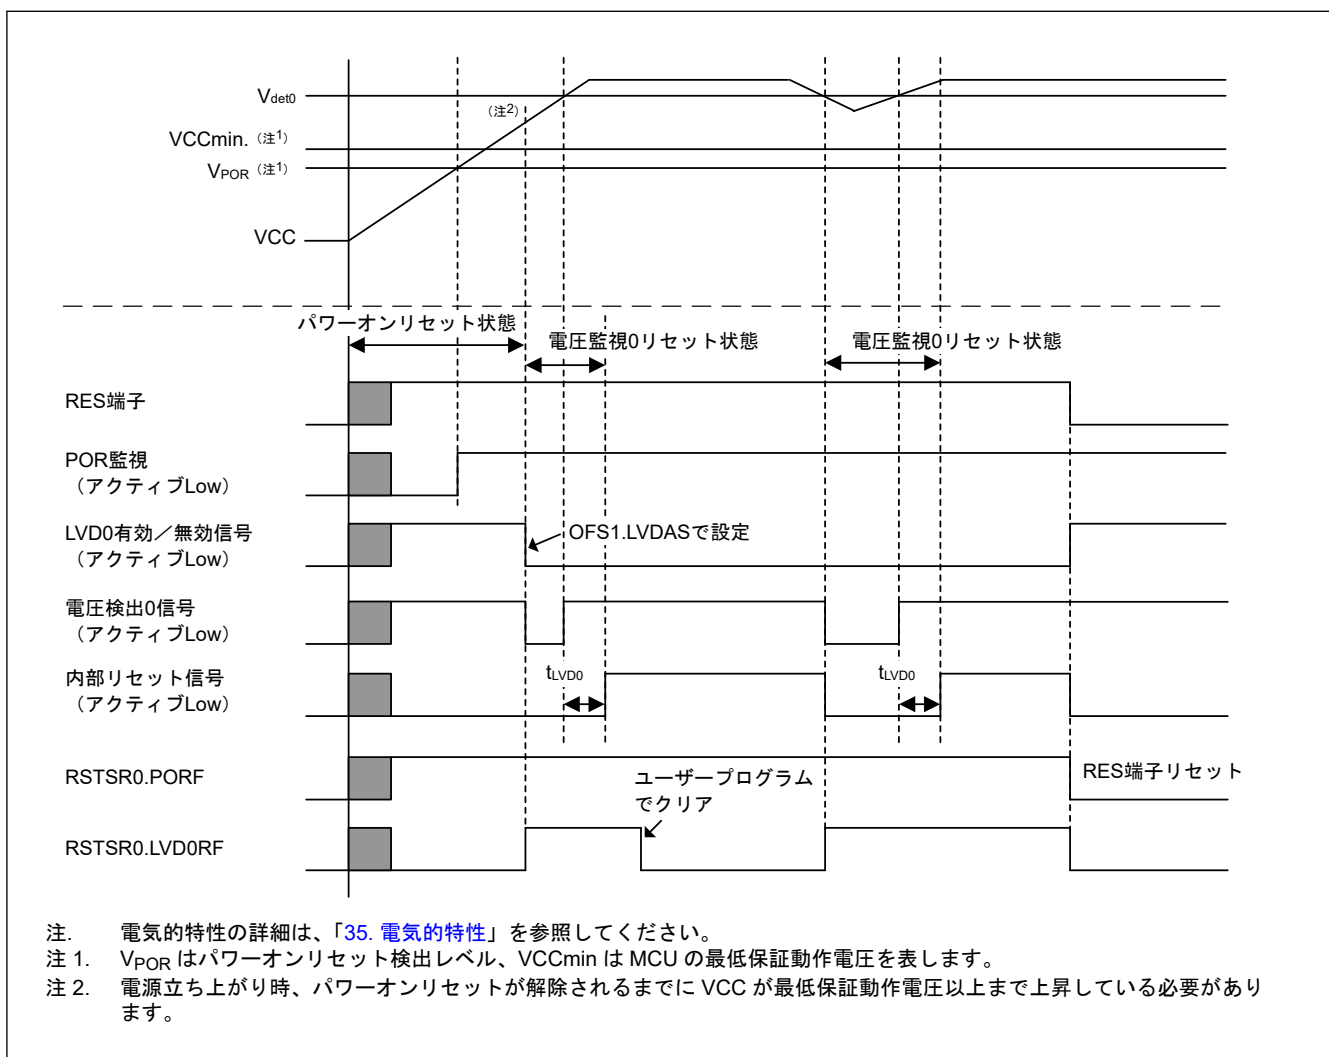 Vdet0
（注2）
VCCmin.（注1）
VPOR（注1）
VCC
パワーオンリセット状態
電圧監視0リセット状態
電圧監視0リセット状態
RES端子
POR監視
（アクティブLow）
LVD0有効／無効信号
（アクティブLow）
OFS1.LVDASで設定
電圧検出0信号
（アクティブLow）
内部リセット信号
（アクティブLow）
tLVD0
tLVD0
RSTSR0.PORF
ユーザープログラム
でクリア
RES端子リセット
RSTSR0.LVD0RF
注. 電気的特性の詳細は、「35. 電気的特性」を参照してください。
注 1. VPOR はパワーオンリセット検出レベル、VCCmin は MCU の最低保証動作電圧を表します。
注 2. 電源立ち上がり時、パワーオンリセットが解除されるまでに VCC が最低保証動作電圧以上まで上昇している必要があり
ます。